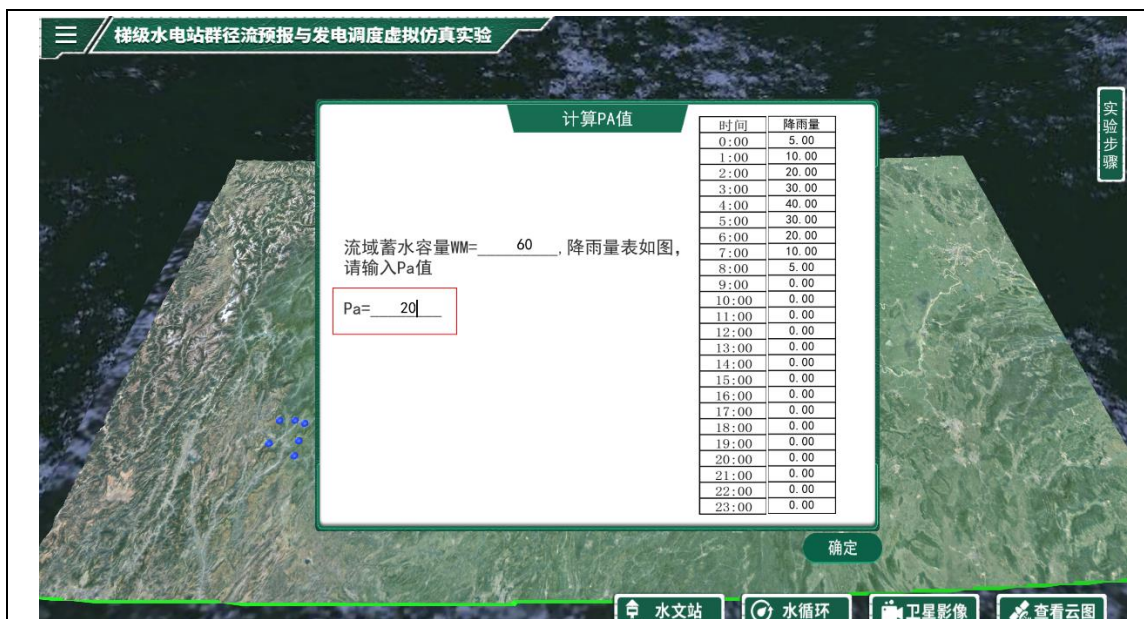 梯级水电站群径流预报与发电调度虚拟仿真实验
实验步骤
计算PA值
流域蓄水容量WM=60,降雨量表如图,
请输入Pa值
Pa=20
时间 降雨量
0:00 5.00
1:00 10.00
2:00 20.00
3:00 30.00
4:00 40.00
5:00 30.00
6:00 20.00
7:00 10.00
8:00 5.00
9:00 0.00
10:00 0.00
11:00 0.00
12:00 0.00
13:00 0.00
14:00 0.00
15:00 0.00
16:00 0.00
17:00 0.00
18:00 0.00
19:00 0.00
20:00 0.00
21:00 0.00
22:00 0.00
23:00 0.00
确定
水文站 水循环 卫星影像 查看云图